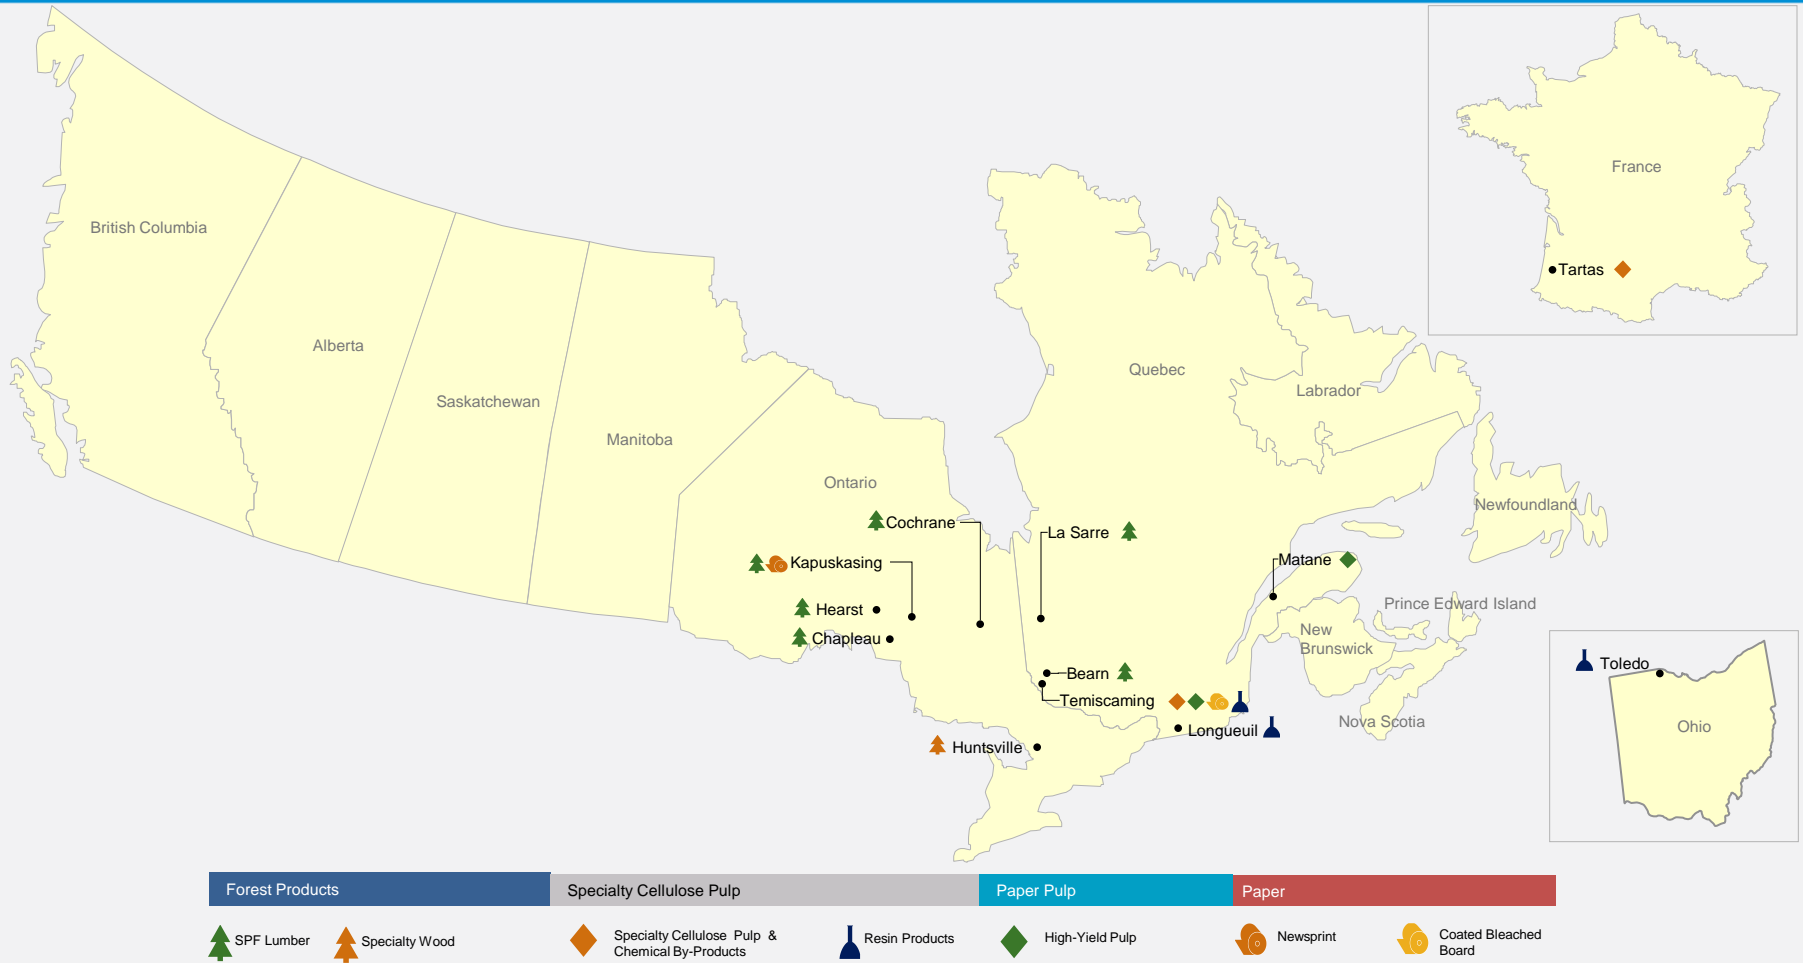 France
British Columbia
Tartas
Alberta
Quebec
Labrador
Saskatchewan
Manitoba
Ontario
Newfoundland
Cochrane
La Sarre
Matane
Kapuskasing
Prince Edward Island
Hearst
New
Brunswick
Chapleau
Toledo
Bearn
Temiscaming
Nova Scotia
Ohio
Longueuil
Huntsville
Forest Products
Specialty Cellulose Pulp
Paper Pulp
Paper
SPF Lumber
Specialty Wood
Specialty Cellulose Pulp &
Chemical By-Products
Resin Products
High-Yield Pulp
Newsprint
Coated Bleached
Board